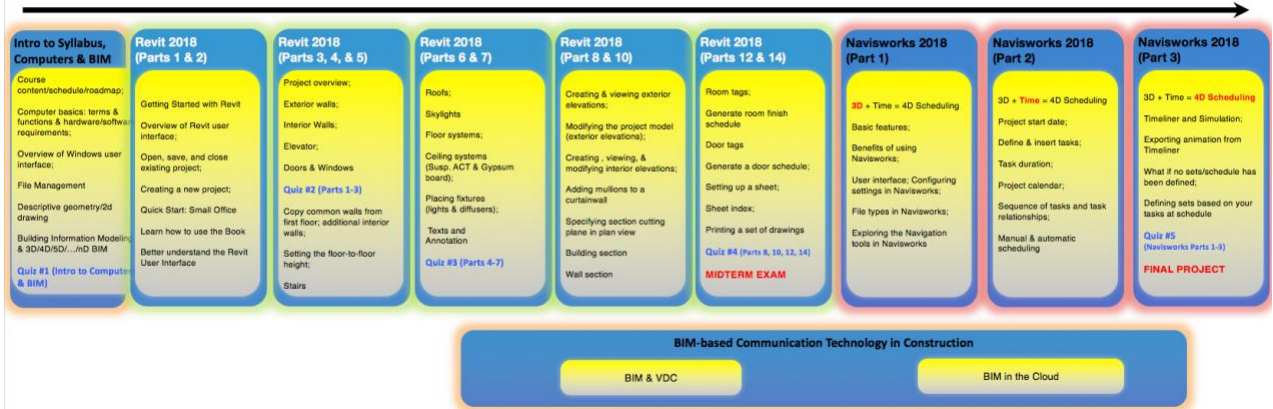 Intro to Syllabus,
Computers & BIM
Course
content/schedule/roadmap;
Computer basics: terms &
functions & hardware/software
requirements;
Overview of Windows user
interface;
File Management
Descriptive geometry/2d
drawing
Building Information Modeling
& 3D/4D/5D/.../nD BIM
Quiz #1 (Intro to Computer
& BIM)
Revit 2018
(Parts 1 & 2)
Getting Started with Revit
Overview of Revit user
interface;
Open, save, and close
existing project;
Creating a new project;
Quick Start: Small Office
Learn how to use the Book
Better understand the Revit
User Interface
Revit 2018
(Parts 3, 4, & 5)
Project overview;
Exterior walls;
Interior Walls;
Elevator;
Doors & Windows
Quiz #2 (Parts 1-3)
Copy common walls from
first floor; additional interior
walls;
Setting the floor-to-floor
height;
Stairs
Revit 2018
(Parts 6 & 7)
Roofs;
Skylights
Floor systems;
Ceiling systems
(Susp. ACT & Gypsum
board);
Placing fixtures
(lights & diffusers);
Texts and
Annotation
Quiz #3 (Parts 4-7)
Revit 2018
(Part 8 & 10)
Creating & viewing exterior
elevations;
Modifying the project model
(exterior elevations);
Creating , viewing, &
modifying interior elevations;
Adding mullions to a
curtainwall
Specifying section cutting
plane in plan view
Building section
Wall section
Revit 2018
(Parts 12 & 14)
Room tags;
Generate room finish
schedule
Door tags
Generate a door schedule;
Setting up a sheet;
Sheet index;
Printing a set of drawings
Quiz #4 (Parts 8, 10, 12, 14)
MIDTERM EXAM
Navisworks 2018
(Part 1)
3D + Time = 4D Scheduling
Basic features;
Benefits of using
Navisworks;
User interface; Configuring
settings in Navisworks;
File types in Navisworks;
Exploring the Navigation
tools in Navisworks
Navisworks 2018
(Part 2)
3D + Time = 4D Scheduling
Project start date;
Define & insert tasks;
Task duration;
Project calendar;
Sequence of tasks and task
relationships;
Manual & automatic
scheduling
Navisworks 2018
(Part 3)
3D + Time = 4D Scheduling
Timeliner and Simulation;
Exporting animation from
Timeliner
What if no sets/schedule has
been defined;
Defining sets based on your
tasks at schedule
Quiz #5
(Navisworks Parts 1-3)
FINAL PROJECT
BIM-based Communication Technology in Construction
BIM & VDC
BIM in the Cloud